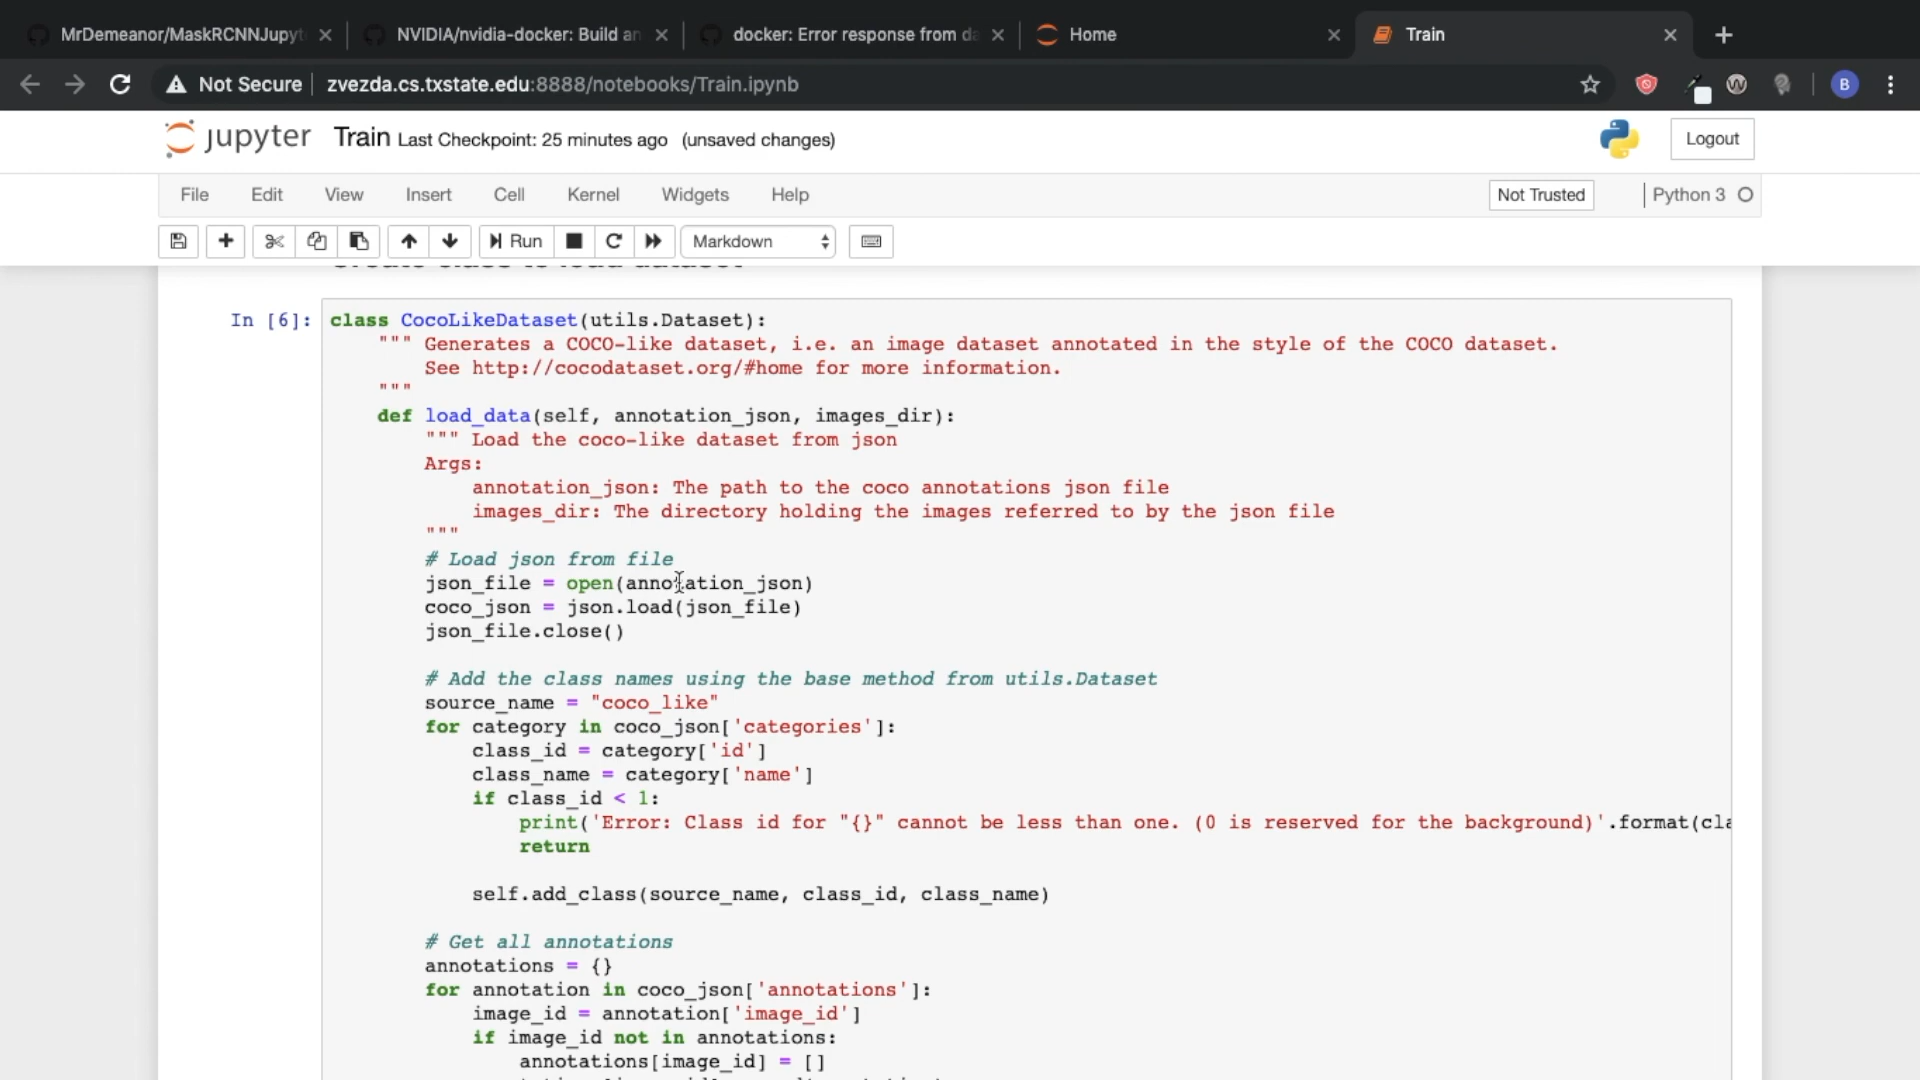 MrDemeanor/MaskRCNNJupyt
NVIDIA/nvidia-docker: Build an
docker: Error response from da
Home
Train
Not Secure
zvezda.cs.txstate.edu:8888/notebooks/Train.ipynb
B
jupyter Train Last Checkpoint: 25 minutes ago (unsaved changes)
Logout
File Edit View Insert Cell Kernel Widgets Help
Not Trusted
Python 3
Run
Markdown
Create class to load dataset
In [6]:
class CocoLikeDataset(utils.Dataset):
    """ Generates a COCO-like dataset, i.e. an image dataset annotated in the style of the COCO dataset.
        See http://cocodataset.org/#home for more information.
    """
    def load_data(self, annotation_json, images_dir):
        """ Load the coco-like dataset from json
        Args:
            annotation_json: The path to the coco annotations json file
            images_dir: The directory holding the images referred to by the json file
        """
        # Load json from file
        json_file = open(annotation_json)
        coco_json = json.load(json_file)
        json_file.close()
        # Add the class names using the base method from utils.Dataset
        source_name = "coco_like"
        for category in coco_json['categories']:
            class_id = category['id']
            class_name = category['name']
            if class_id < 1:
                print('Error: Class id for "{}" cannot be less than one. (0 is reserved for the background)'.format(cla
                return
            self.add_class(source_name, class_id, class_name)
        # Get all annotations
        annotations = {}
        for annotation in coco_json['annotations']:
            image_id = annotation['image_id']
            if image_id not in annotations:
                annotations[image_id] = []